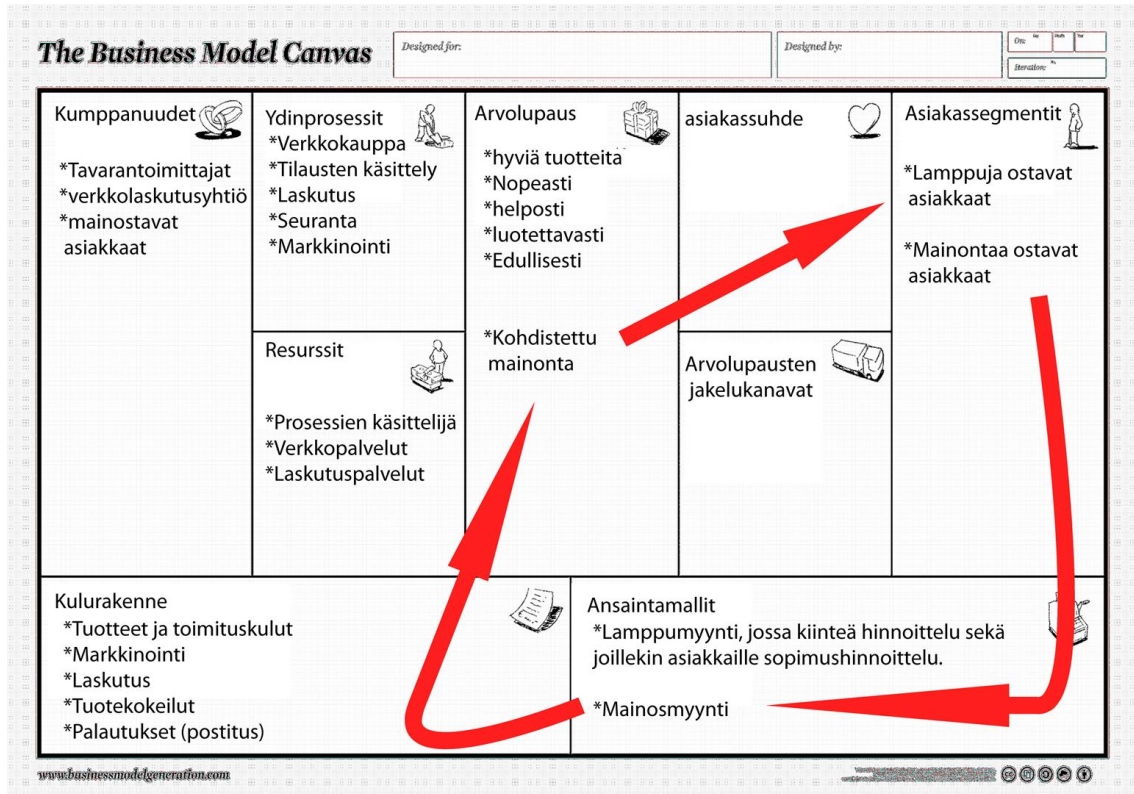 The Business Model Canvas
Designed for:
Designed by:
On:
Iteration:
Kumppanuudet
*Tavarantoimittajat
*verkkolaskutusyhtiö
*mainostavat
asiakkaat
Ydinprosessit
*Verkkokauppa
*Tilausten käsittely
*Laskutus
*Seuranta
*Markkinointi
Resurssit
*Prosessien käsittelijä
*Verkkopalvelut
*Laskutuspalvelut
Arvolupaus
*hyviä tuotteita
*Nopeasti
*helposti
*luotettavasti
*Edullisesti
*Kohdistettu
mainonta
asiakassuhde
Arvolupausten
jakelukanavat
Asiakassegmentit
*Lamppuja ostavat
asiakkaat
*Mainontaa ostavat
asiakkaat
Kulurakenne
*Tuotteet ja toimituskulut
*Markkinointi
*Laskutus
*Tuotekokeilut
*Palautukset (postitus)
Ansaintamallit
*Lamppumyynti, jossa kiinteä hinnoittelu sekä
joillekin asiakkaille sopimushinnoittelu.
*Mainosmyynti
www.businessmodelgeneration.com